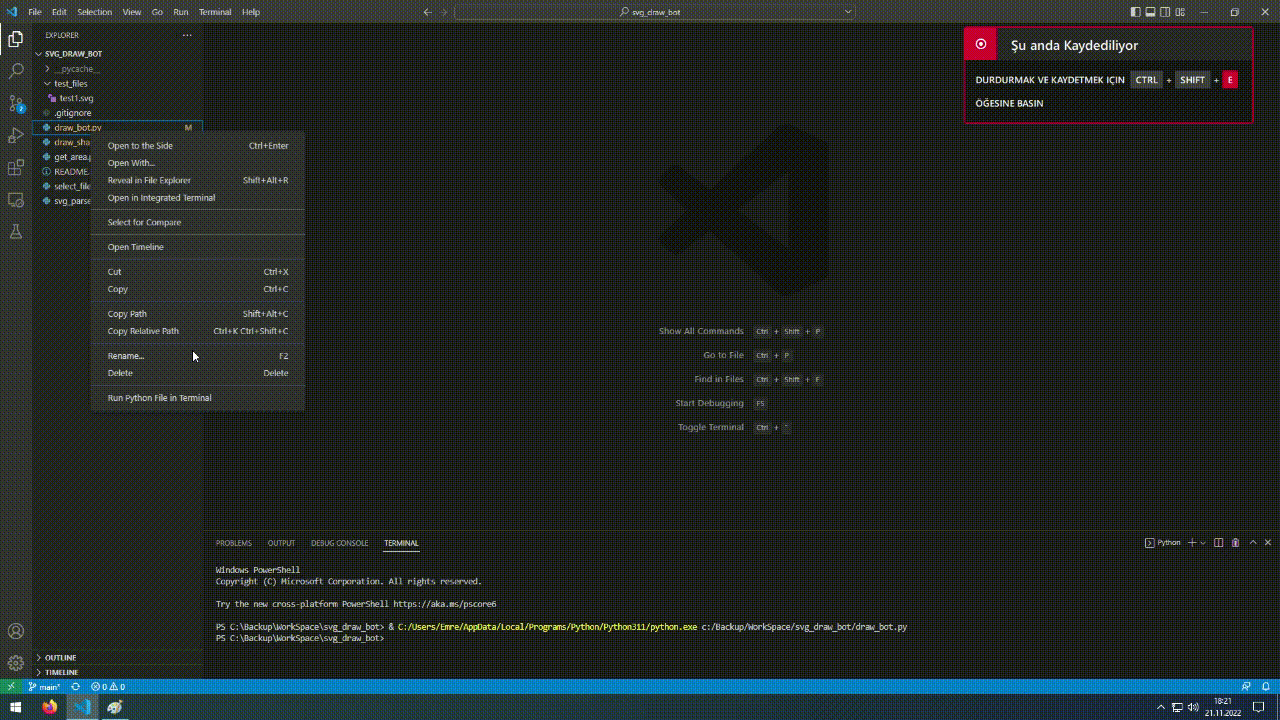 File Edit Selection View Go Run Terminal Help
svg_draw_bot
EXPLORER
SVG_DRAW_BOT
__pycache__
test_files
test1.svg
.gitignore
draw_bot.py M
draw_sha
get_area.p
README.
select_file
svg_parse
Open to the Side Ctrl+Enter
Open With...
Reveal in File Explorer Shift+Alt+R
Open in Integrated Terminal
Select for Compare
Open Timeline
Cut Ctrl+X
Copy Ctrl+C
Copy Path Shift+Alt+C
Copy Relative Path Ctrl+K Ctrl+Shift+C
Rename... F2
Delete Delete
Run Python File in Terminal
Şu anda Kaydediliyor
DURDURMAK VE KAYDETMEK IÇIN CTRL + SHIFT + E
ÖĞESINE BASIN
Show All Commands Ctrl + Shift + P
Go to File Ctrl + P
Find in Files Ctrl + Shift + F
Start Debugging F5
Toggle Terminal Ctrl + "
PROBLEMS OUTPUT DEBUG CONSOLE TERMINAL
Python
Windows PowerShell
Copyright (C) Microsoft Corporation. All rights reserved.
Try the new cross-platform PowerShell https://aka.ms/pscore6
PS C:\Backup\WorkSpace\svg_draw_bot> & C:/Users/Emre/AppData/Local/Programs/Python/Python311/python.exe c:/Backup/WorkSpace/svg_draw_bot/draw_bot.py
PS C:\Backup\WorkSpace\svg_draw_bot>
OUTLINE
TIMELINE
main* 0 0
18:21
21.11.2022